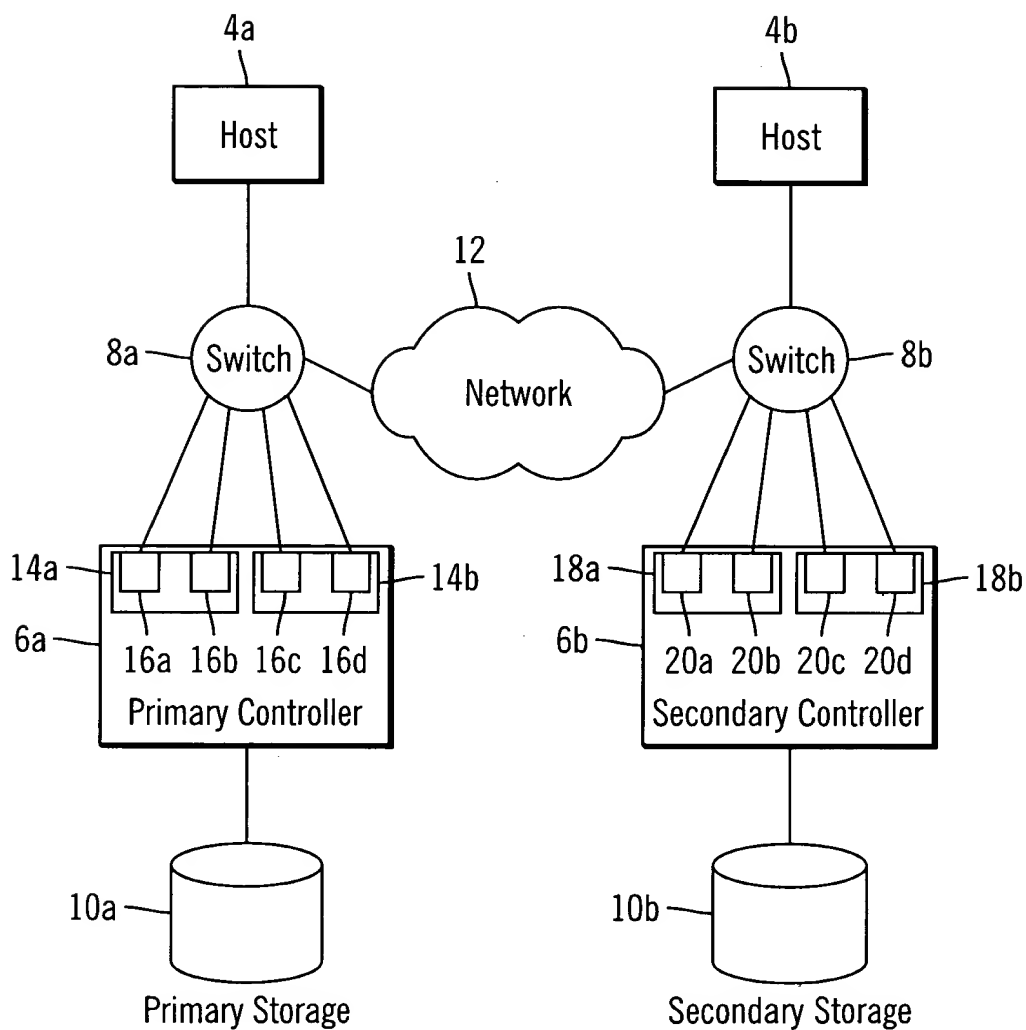 4a
4b
Host
Host
12
8a
Switch
Network
Switch
8b
14a
14b
18a
18b
6a
16a 16b 16c 16d
6b
20a 20b 20c 20d
Primary Controller
Secondary Controller
10a
10b
Primary Storage
Secondary Storage